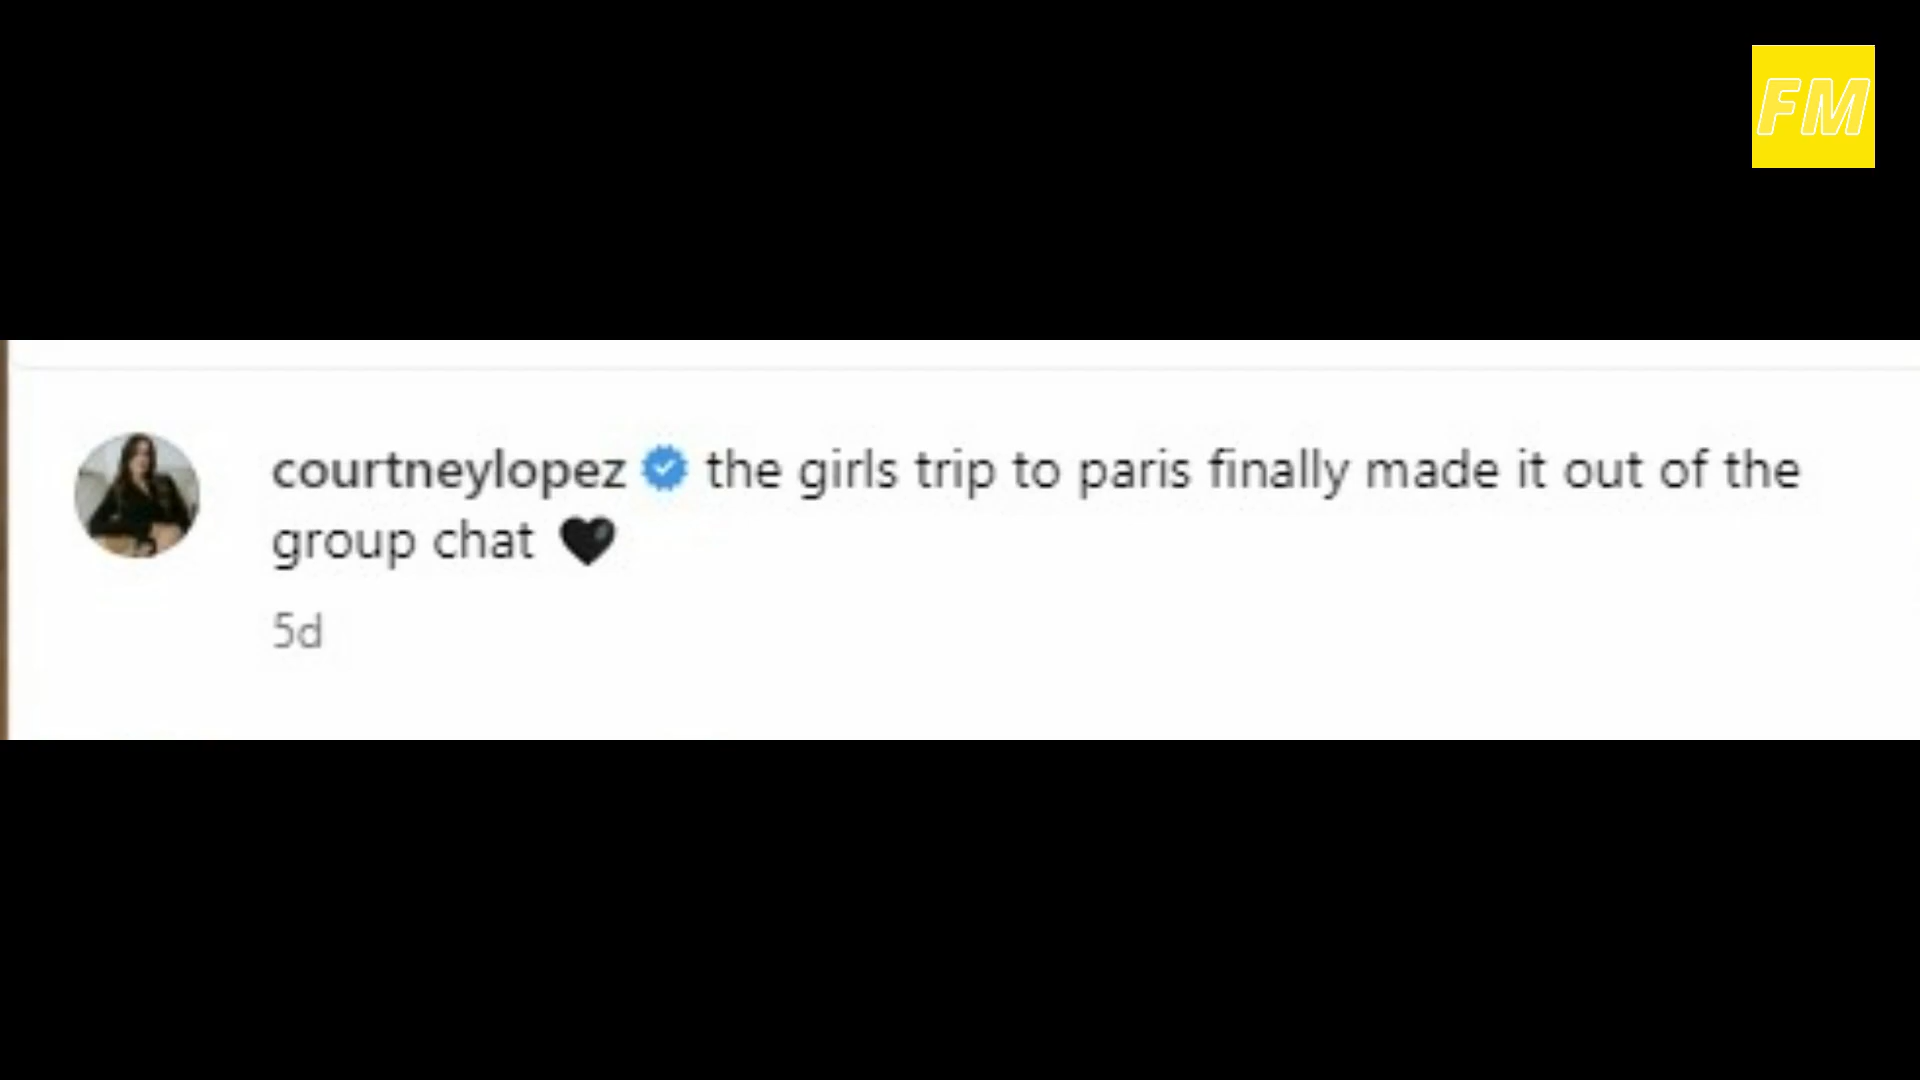 FM
courtneylopez the girls trip to paris finally made it out of the
group chat 🖤
5d